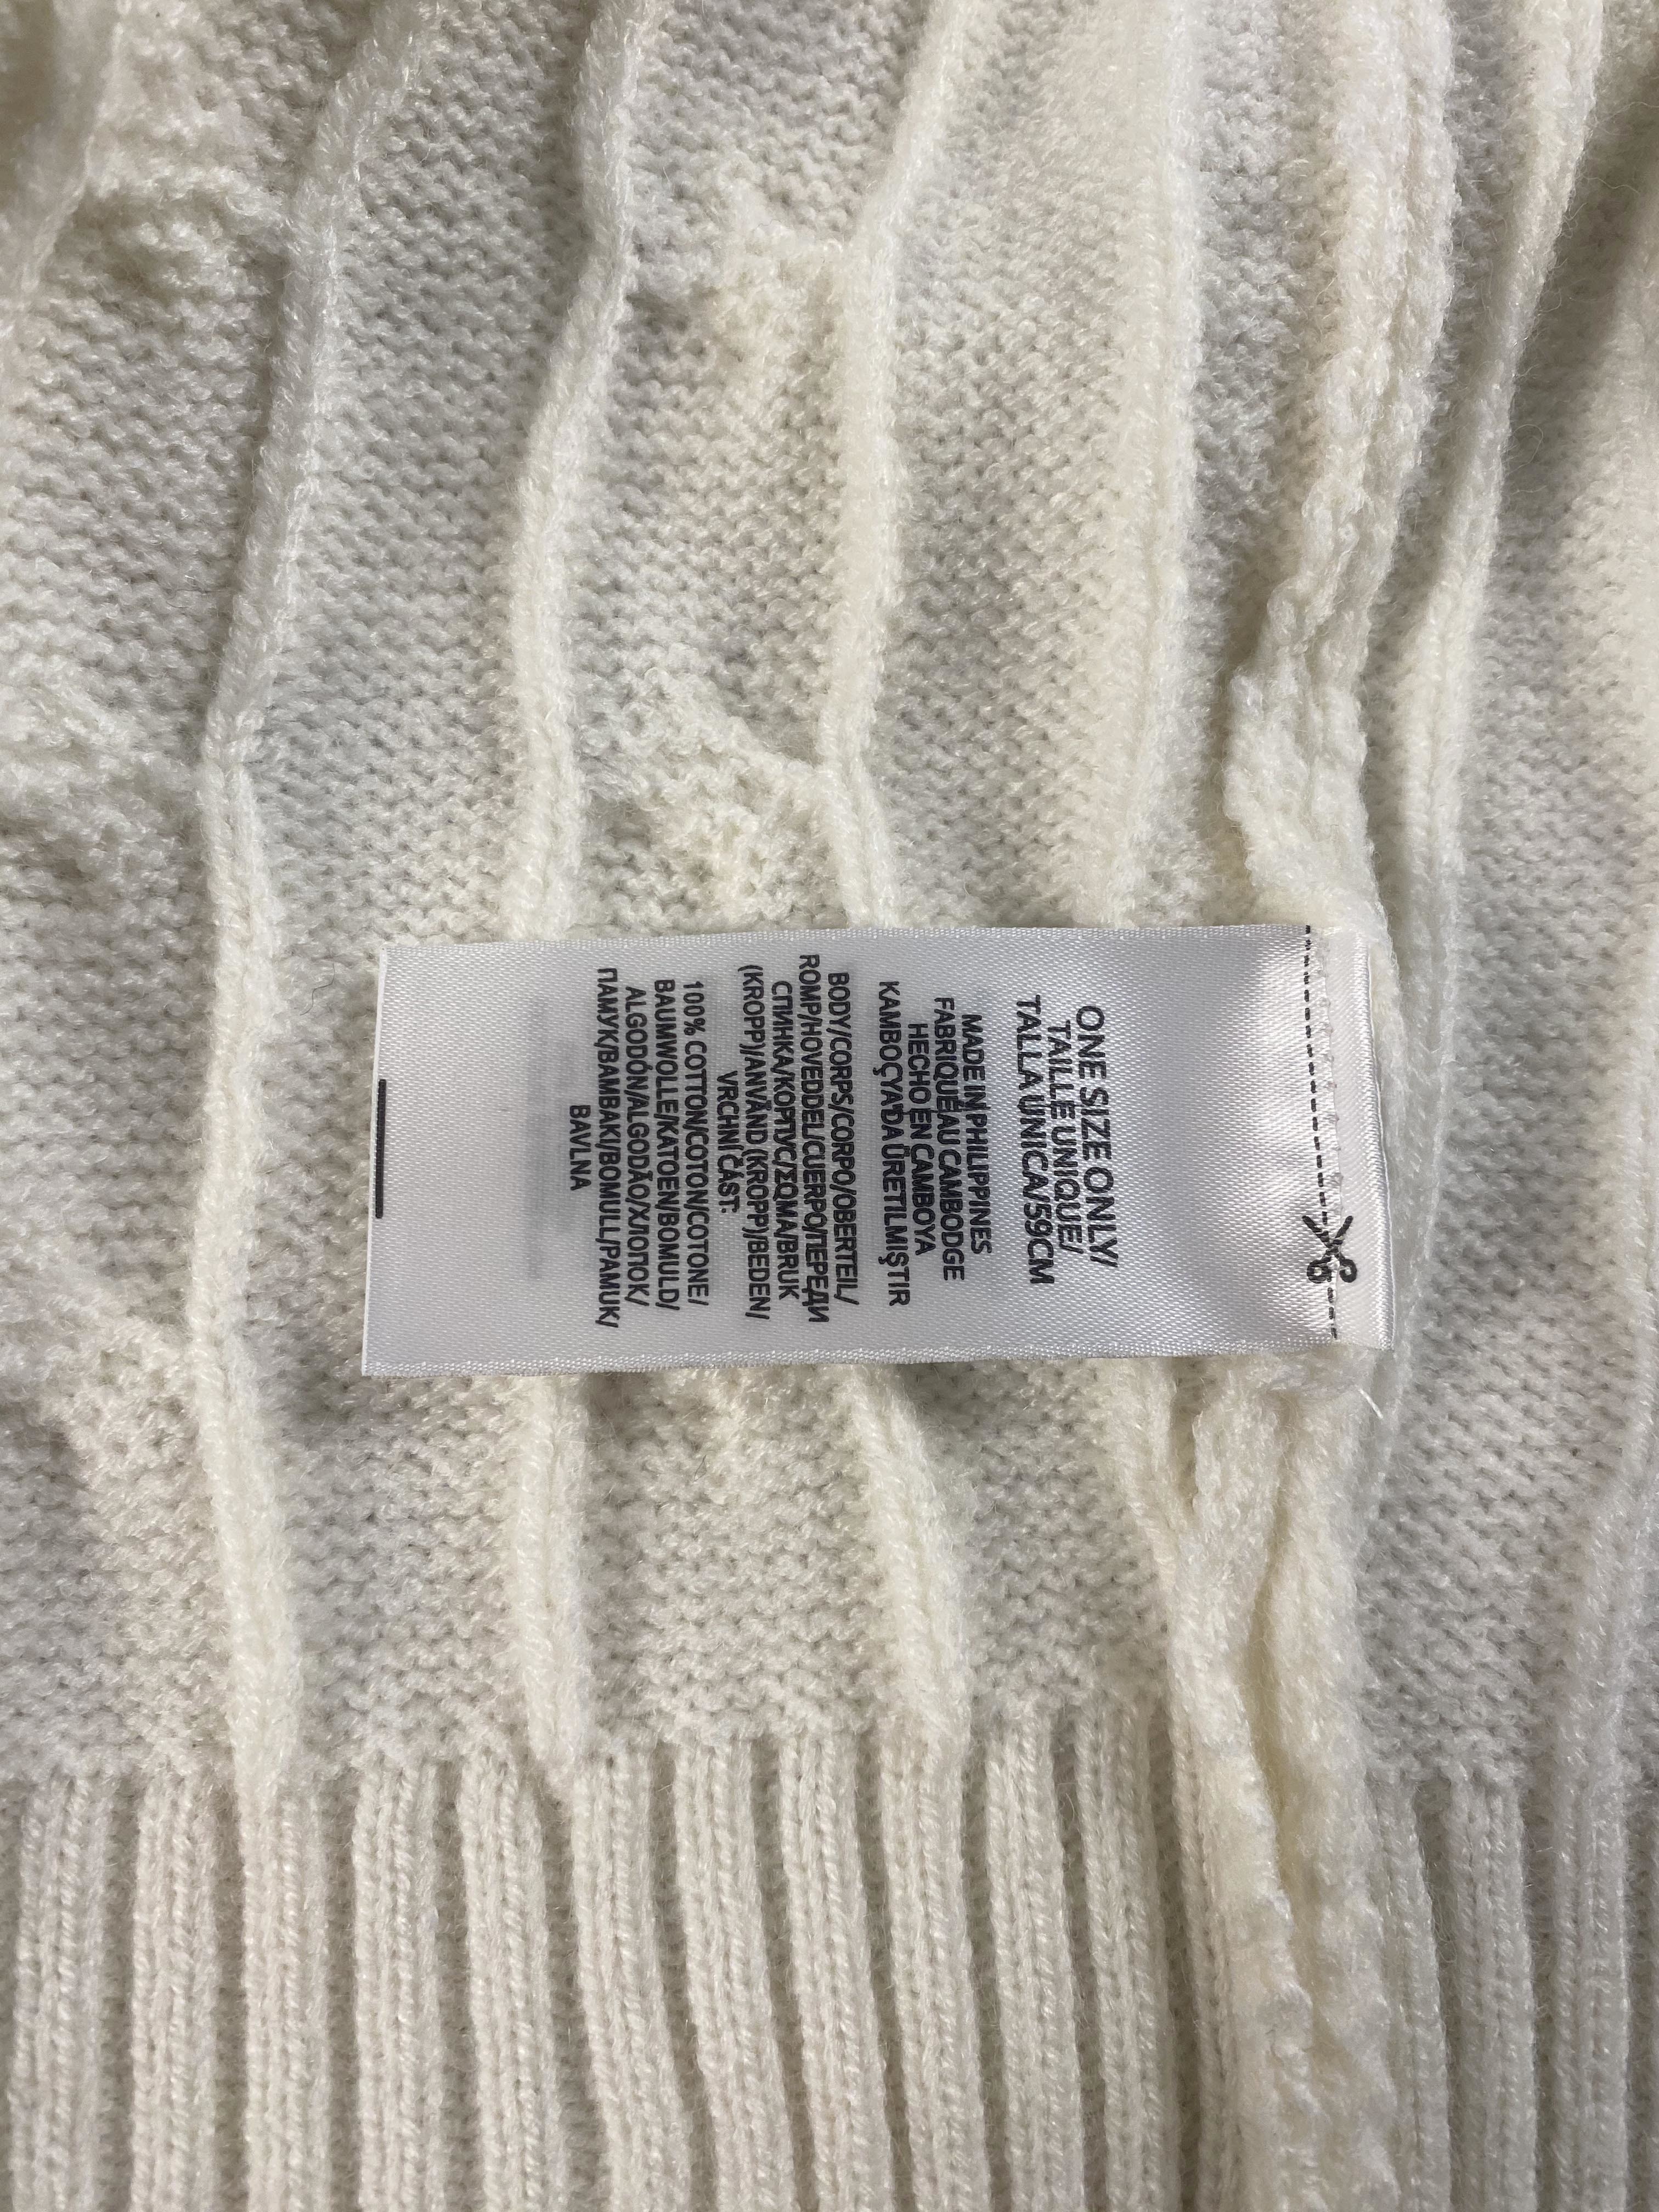 ONE SIZE ONLY/
TAILLE UNIQUE/
TALLA ÚNICA/59CM
MADE IN PHILIPPINES
FABRIQUÉ AU CAMBODGE
HECHO EN CAMBOYA
KAMBOÇYA'DA ÜRETILMIŞTIR
BODY/CORPS/CORPO/OBERTEIL/
ROMP/HOVEDDEL/CUERPO/ПЕРЕДИ
СПИНКА/ΚΟΡΠΥC/ΣΩΜΑ/BRUK
(KROPP)/ANVÄND (KROPP)/BEDEN/
VRCHNÍ ČÁST:
100% COTTON/COTON/COTONE/
BAUMWOLLE/KATOEN/BOMULD/
ALGODÓN/ALGODÃO/ХЛОПОК/
ПАМУК/BAMBAKI/BOMULL/PAMUK/
BAVLNA